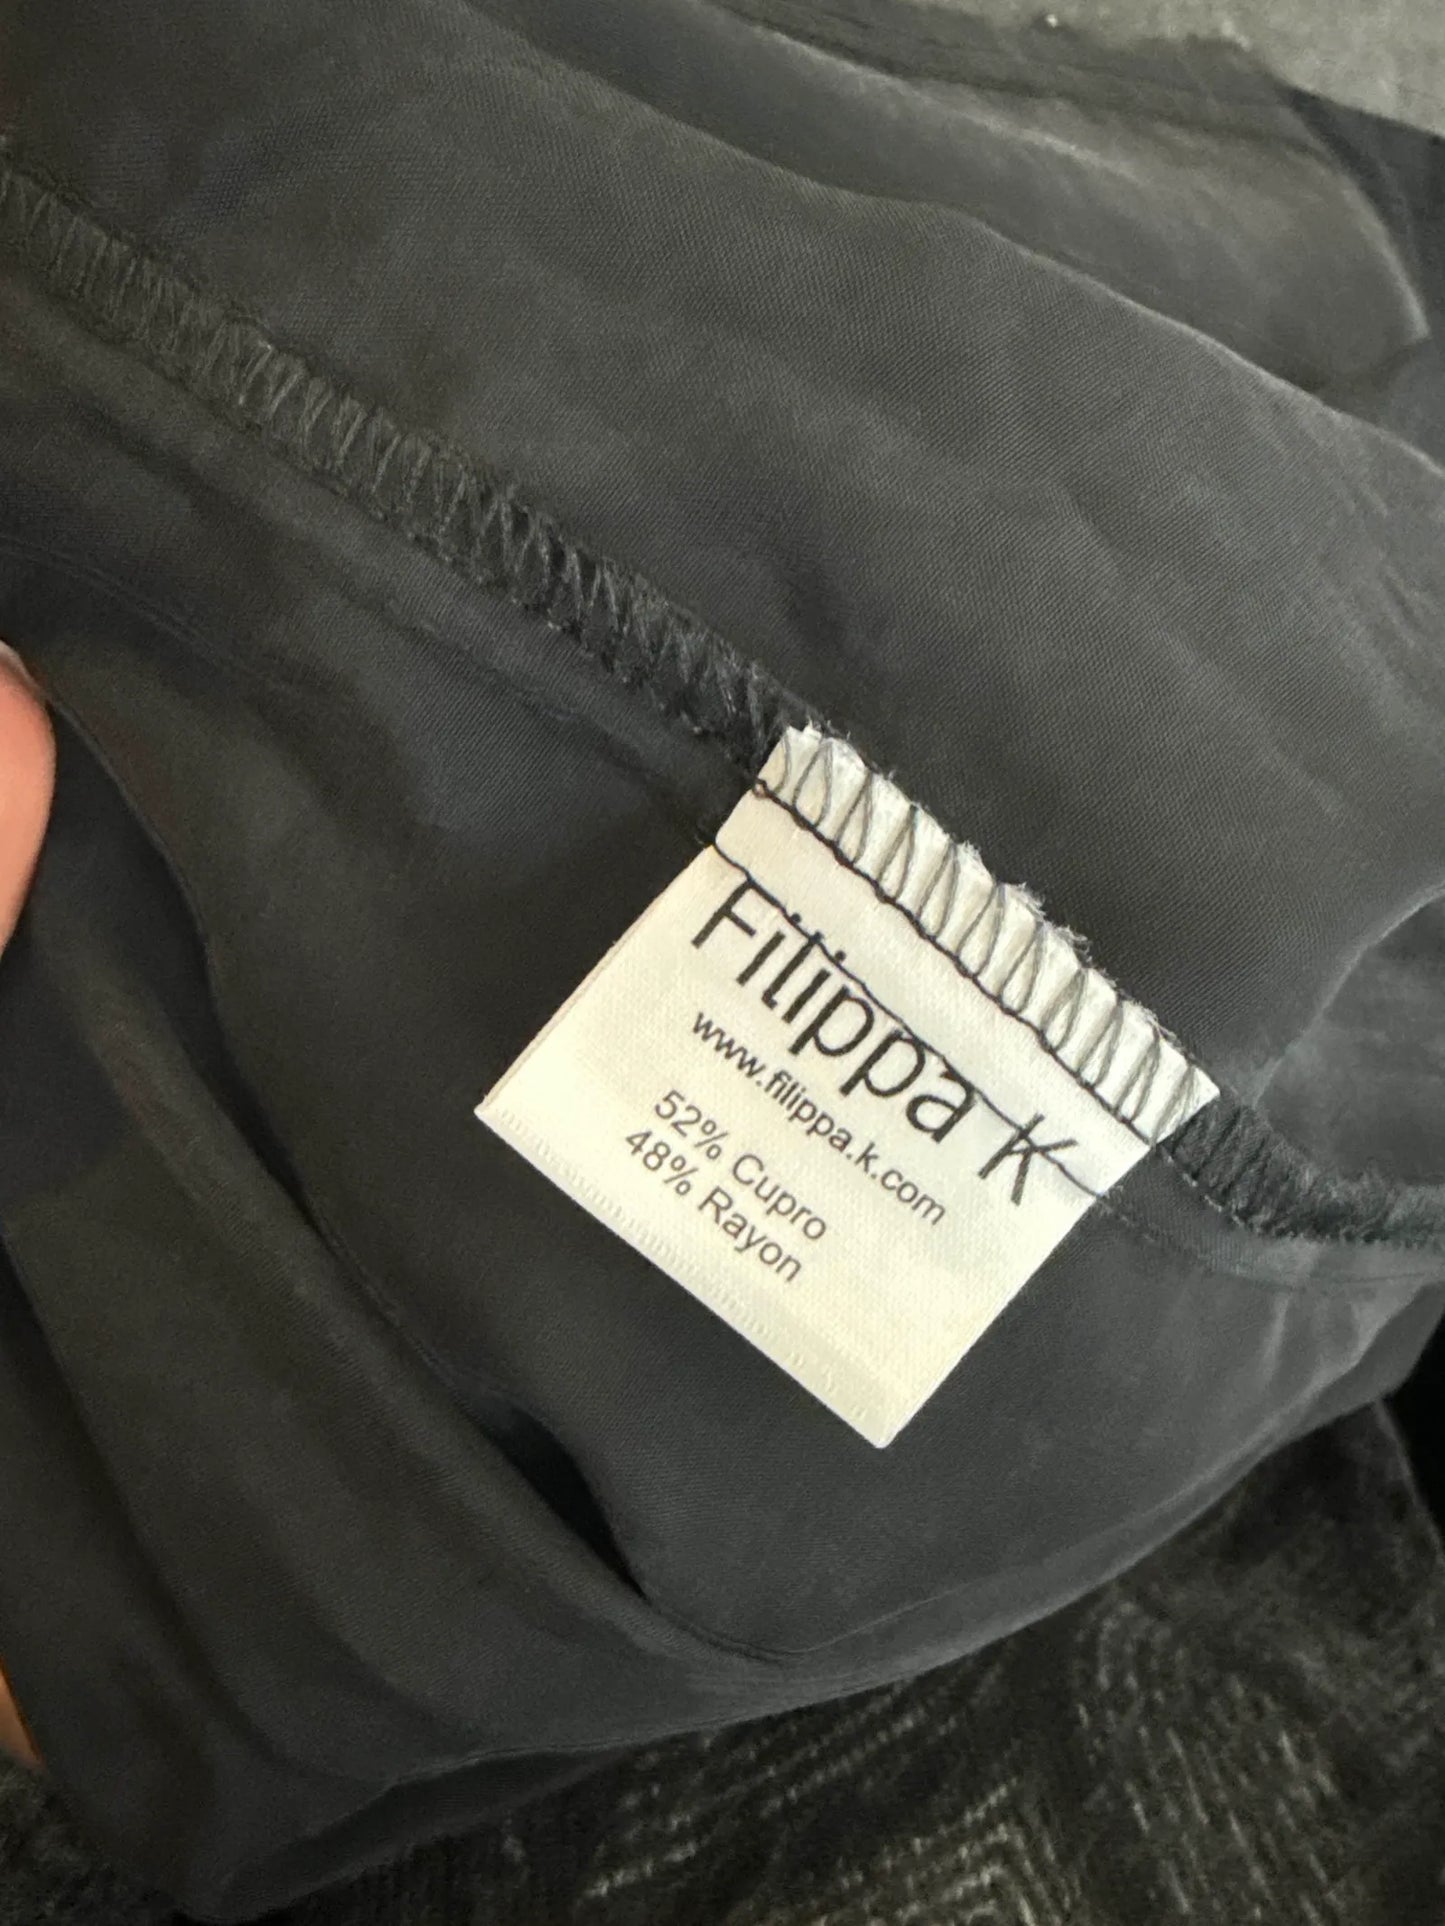 Filippa K
www.filippa.k.com
52% Cupro
48% Rayon